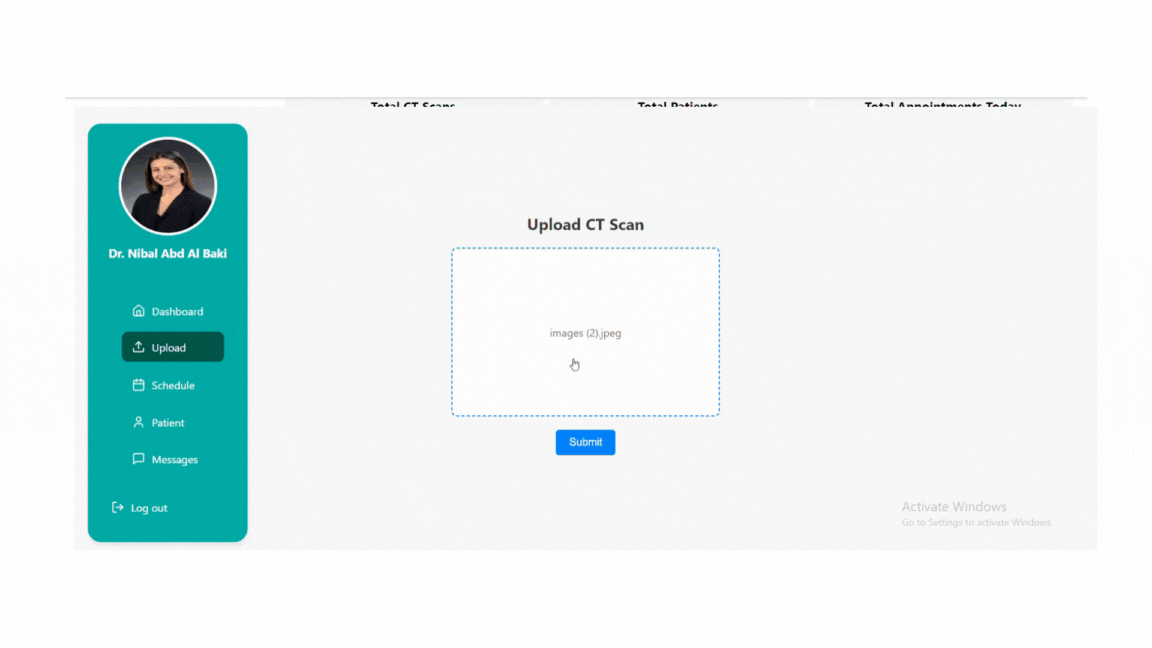 Total CT Scans
Total Patients
Total Appointments Today
Dr. Nibal Abd Al Baki
Dashboard
Upload
Schedule
Patient
Messages
Log out
Upload CT Scan
images (2).jpeg
Submit
Activate Windows
Go to Settings to activate Windows.